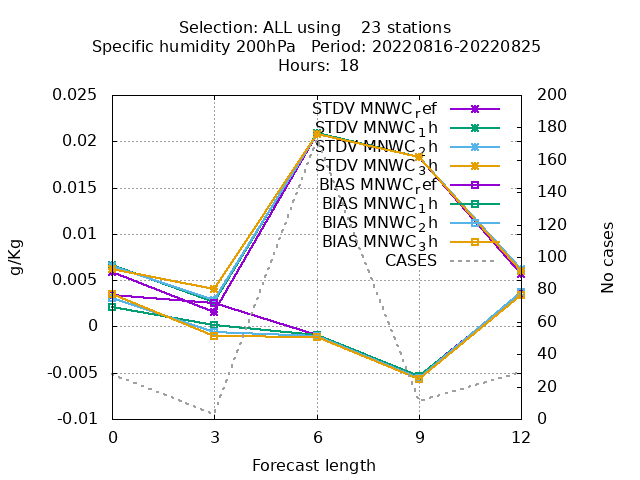 Selection: ALL using 23 stations
Specific humidity 200hPa Period: 20220816-20220825
Hours: 18
0.025
0.02
0.015
0.01
0.005
0
-0.005
-0.01
g/Kg
STDV MNWC_ref
STDV MNWC_1h
STDV MNWC_2h
STDV MNWC_3h
BIAS MNWC_ref
BIAS MNWC_1h
BIAS MNWC_2h
BIAS MNWC_3h
CASES
200
180
160
140
120
100
80
60
40
20
0
No cases
0 3 6 9 12
Forecast length